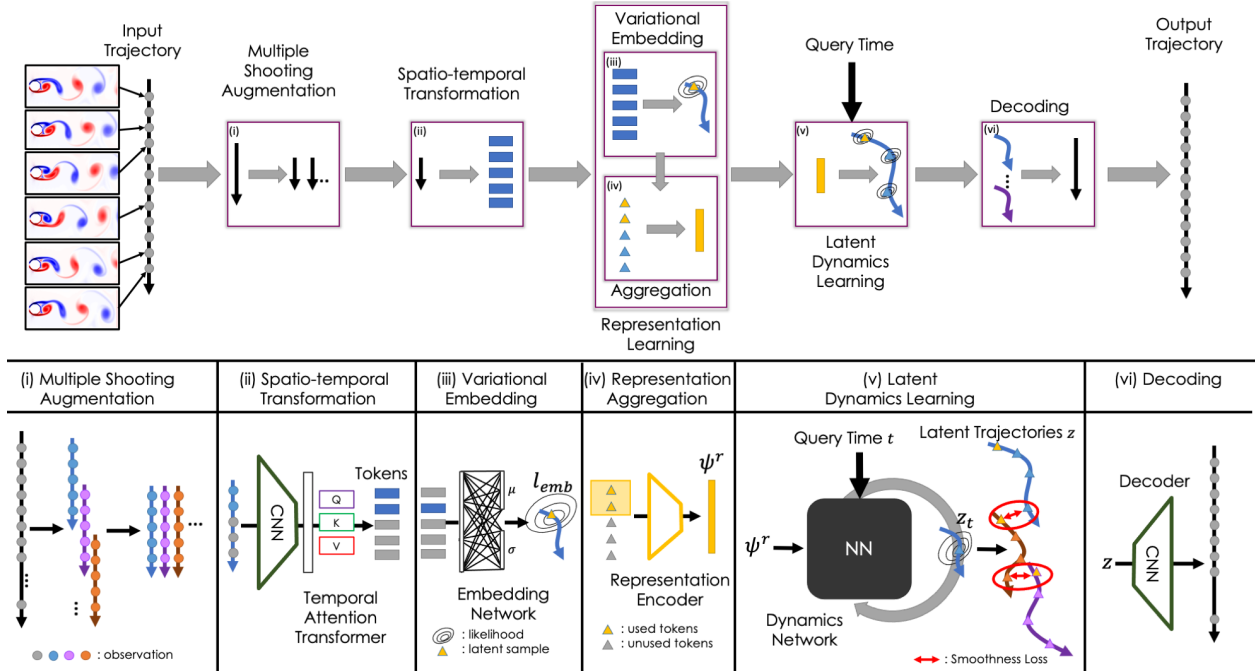 Input
Trajectory
Multiple
Shooting
Augmentation
Spatio-temporal
Transformation
Variational
Embedding
Query Time
Decoding
Output
Trajectory
(i)
...
(ii)
(iii)
(iv)
Aggregation
Representation
Learning
(v)
Latent
Dynamics
Learning
(vi)
(i) Multiple Shooting
Augmentation
(ii) Spatio-temporal
Transformation
(iii) Variational
Embedding
(iv) Representation
Aggregation
(v) Latent
Dynamics Learning
(vi) Decoding
...
...
...
: observation
CNN
Q
K
V
Tokens
Temporal
Attention
Transformer
μ
σ
l_emb
Embedding
Network
: likelihood
: latent sample
ψ^r
Representation
Encoder
: used tokens
: unused tokens
Query Time t
Latent Trajectories z
ψ^r
NN
z_t
Dynamics
Network
: Smoothness Loss
Decoder
z
CNN